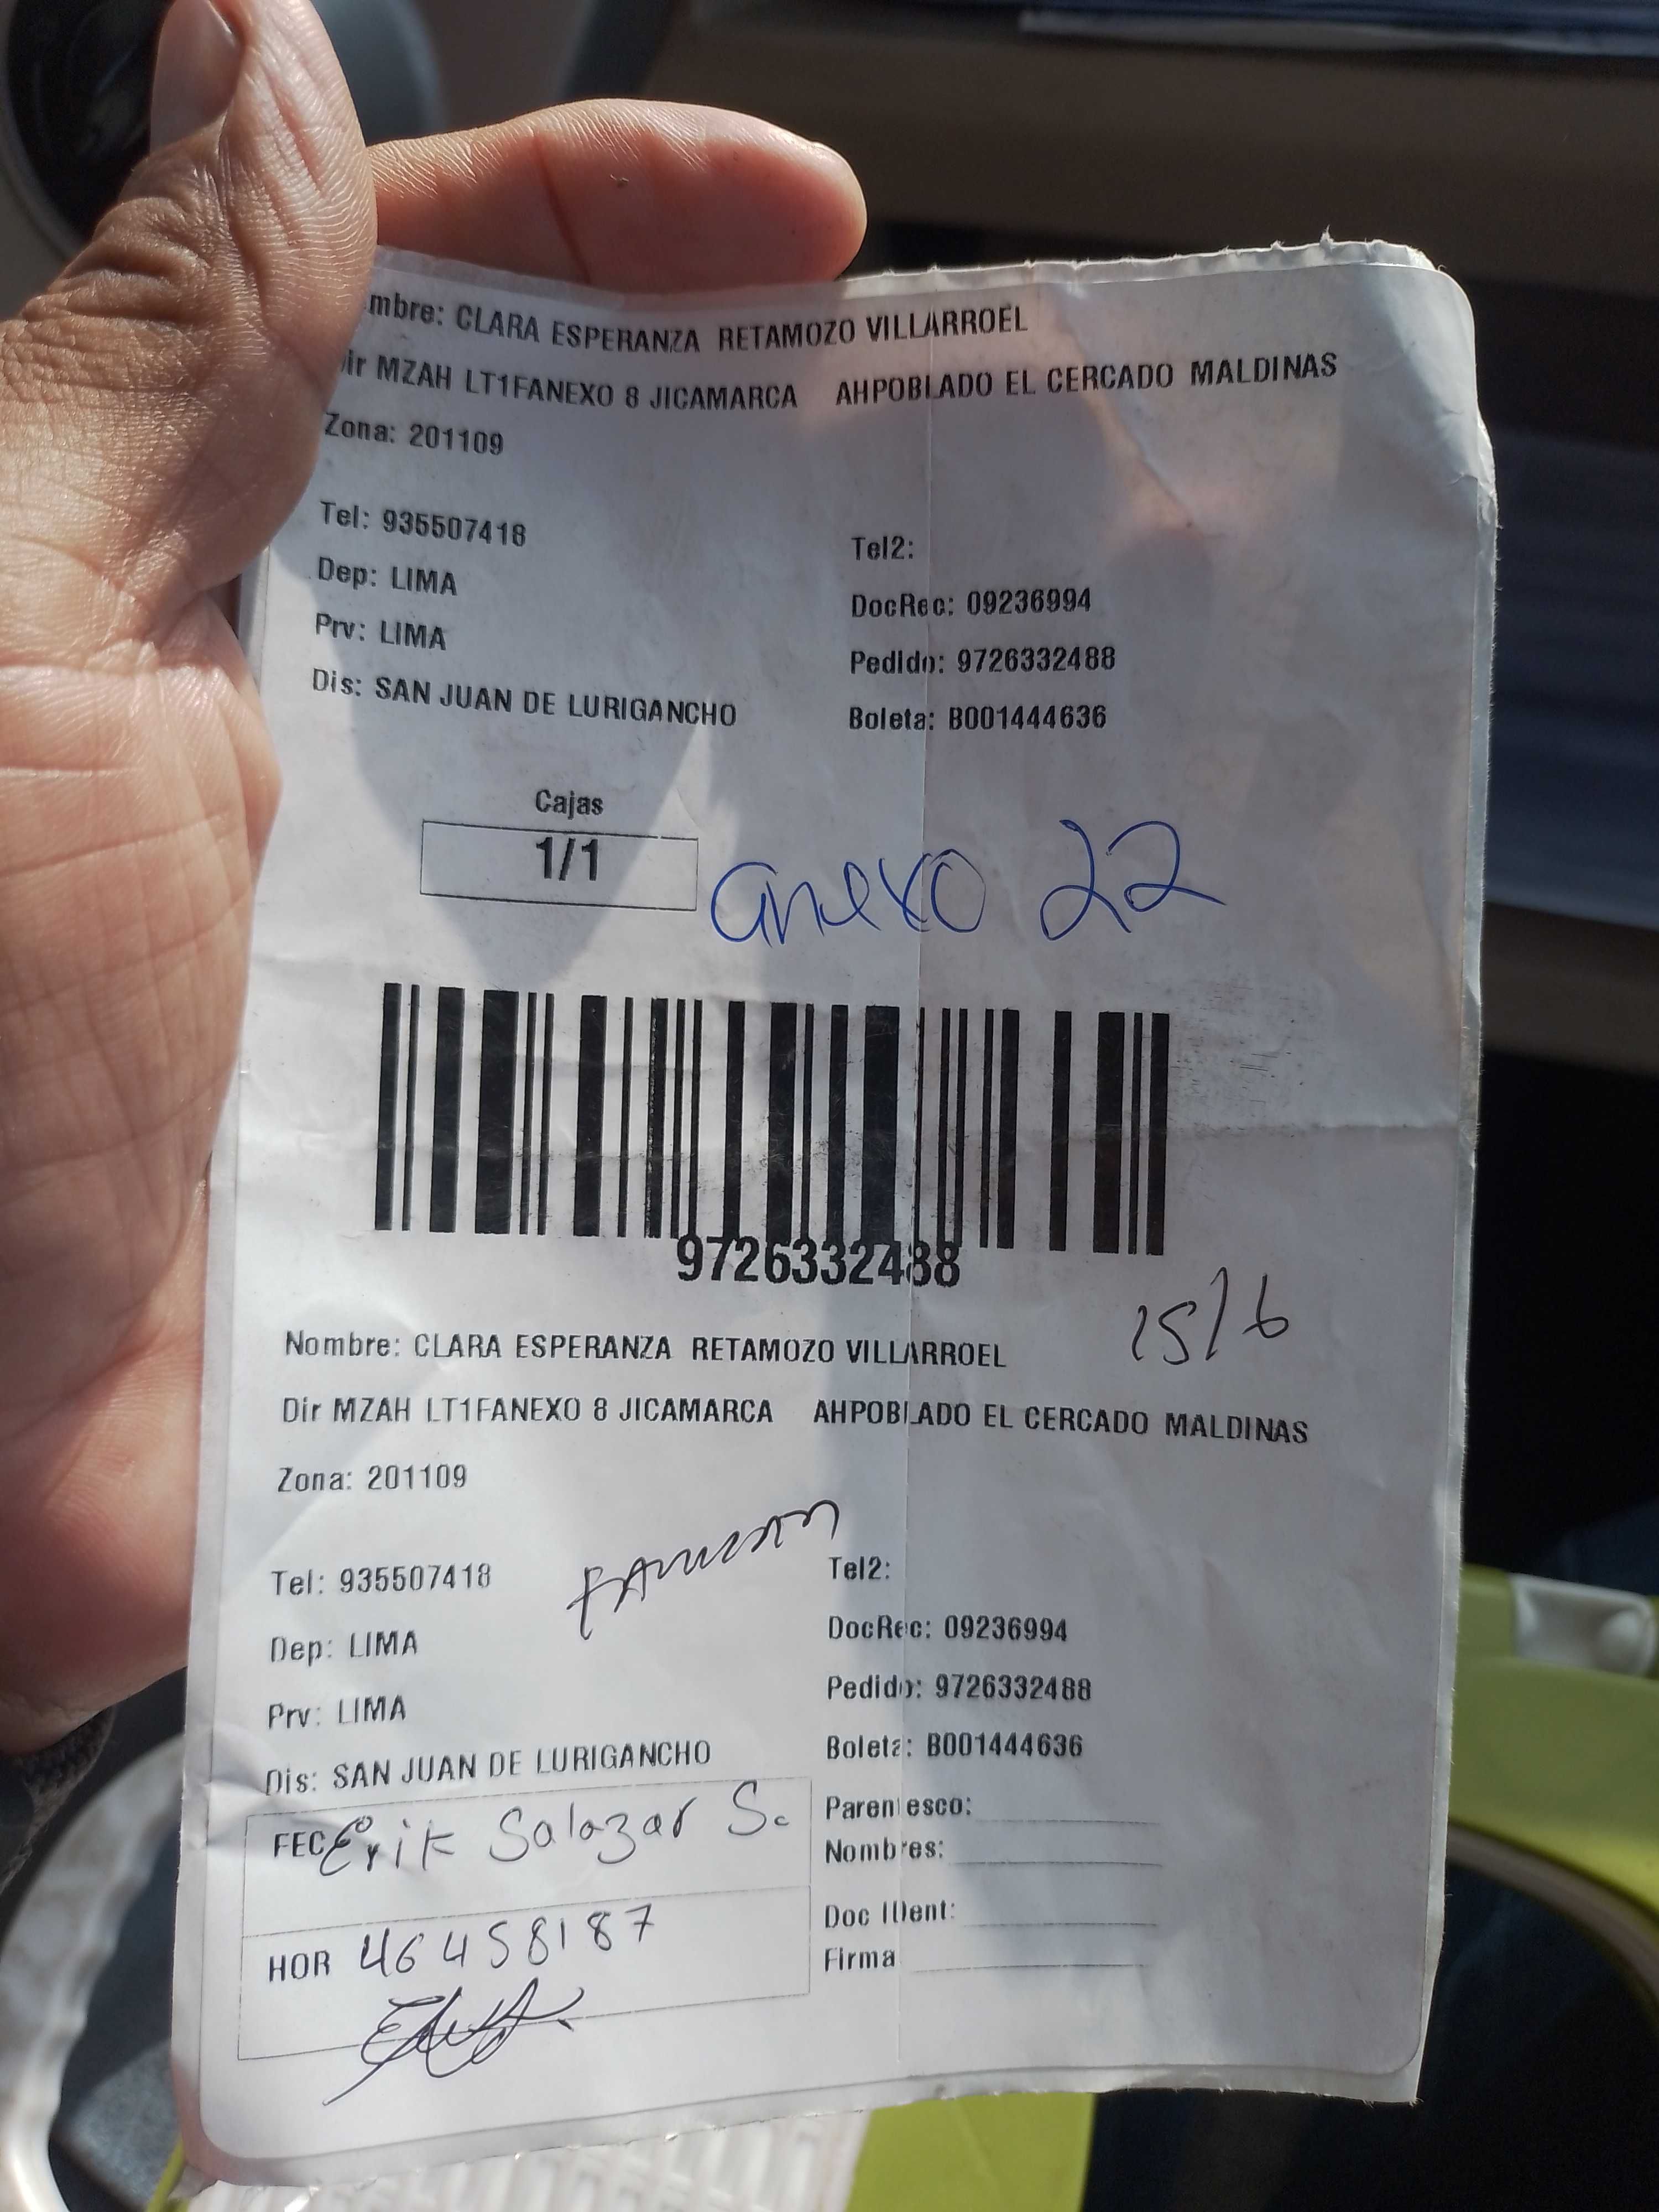 mbre: CLARA ESPERANZA RETAMOZO VILLARROEL
Dir MZAH LT1FANEXO 8 JICAMARCA AHPOBLADO EL CERCADO MALDINAS
Zona: 201109
Tel: 935507418 Tel2:
Dep: LIMA DocRec: 09236994
Prv: LIMA Pedido: 9726332488
Dis: SAN JUAN DE LURIGANCHO Boleta: B001444636
Cajas
1/1 anexo 22
9726332488
15/6
Nombre: CLARA ESPERANZA RETAMOZO VILLARROEL
Dir MZAH LT1FANEXO 8 JICAMARCA AHPOBLADO EL CERCADO MALDINAS
Zona: 201109
Tel: 935507418 Tel2:
Dep: LIMA DocRec: 09236994
Prv: LIMA Pedido: 9726332488
Dis: SAN JUAN DE LURIGANCHO Boleta: B001444636
FEC Erik Salazar S. Parentesco:
Nombres:
HOR 46458187 Doc Ident:
Firma